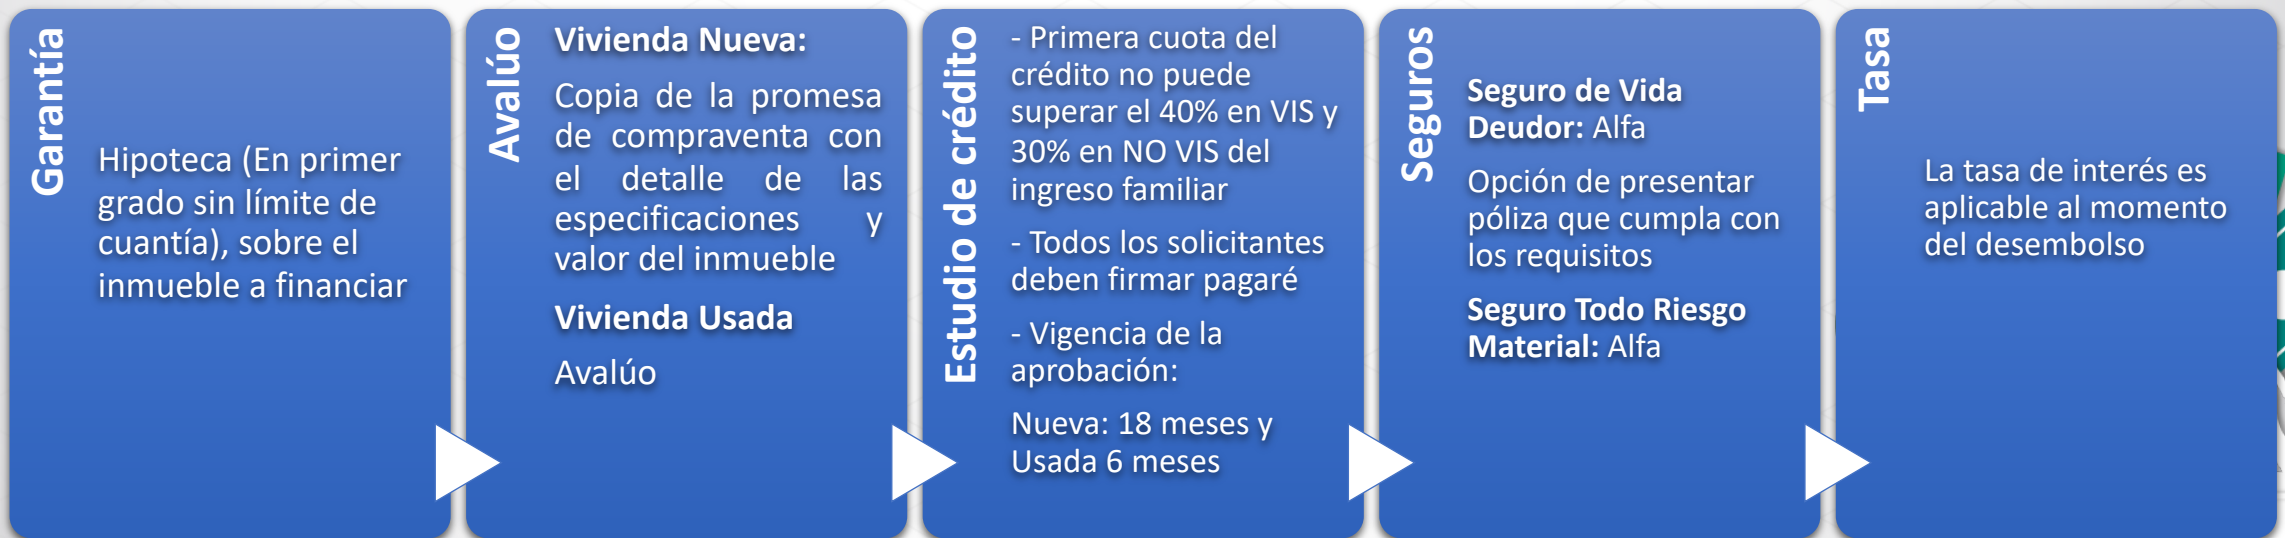 Garantía
Hipoteca (En primer
grado sin límite de
cuantía), sobre el
inmueble a financiar
Avalúo
Vivienda Nueva:
Copia de la promesa
de compraventa con
el detalle de las
especificaciones y
valor del inmueble
Vivienda Usada
Avalúo
Estudio de crédito
- Primera cuota del
crédito no puede
superar el 40% en VIS y
30% en NO VIS del
ingreso familiar
- Todos los solicitantes
deben firmar pagaré
- Vigencia de la
aprobación:
Nueva: 18 meses y
Usada 6 meses
Seguros
Seguro de Vida
Deudor: Alfa
Opción de presentar
póliza que cumpla con
los requisitos
Seguro Todo Riesgo
Material: Alfa
Tasa
La tasa de interés es
aplicable al momento
del desembolso